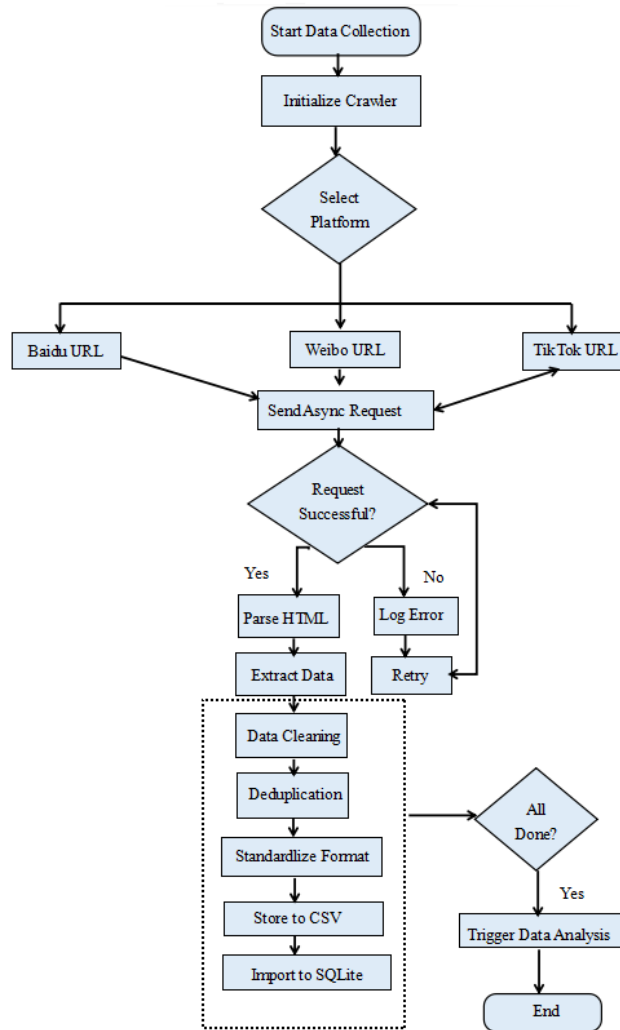 Start Data Collection
Initialize Crawler
Select
Platform
Baidu URL
Weibo URL
TikTok URL
Send Async Request
Request
Successful?
Yes
No
Parse HTML
Log Error
Extract Data
Retry
Data Cleaning
Deduplication
Standardlize Format
Store to CSV
Import to SQLite
All
Done?
Yes
Trigger Data Analysis
End